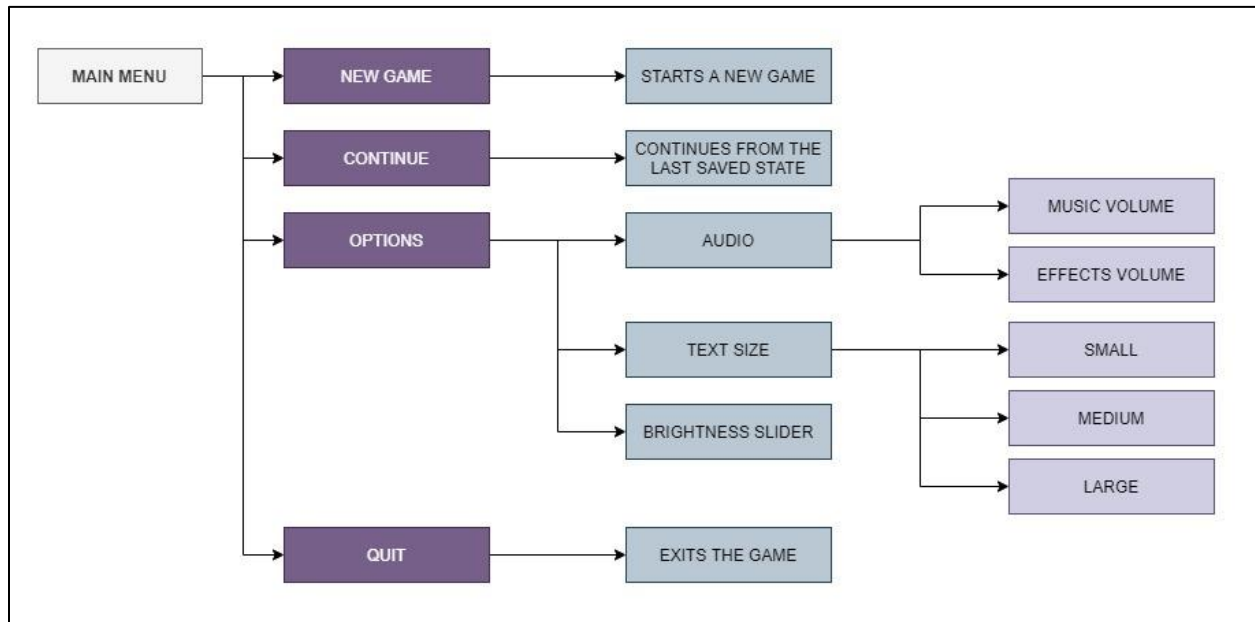 MAIN MENU
NEW GAME
STARTS A NEW GAME
CONTINUE
CONTINUES FROM THE
LAST SAVED STATE
OPTIONS
AUDIO
MUSIC VOLUME
EFFECTS VOLUME
TEXT SIZE
SMALL
MEDIUM
LARGE
BRIGHTNESS SLIDER
QUIT
EXITS THE GAME